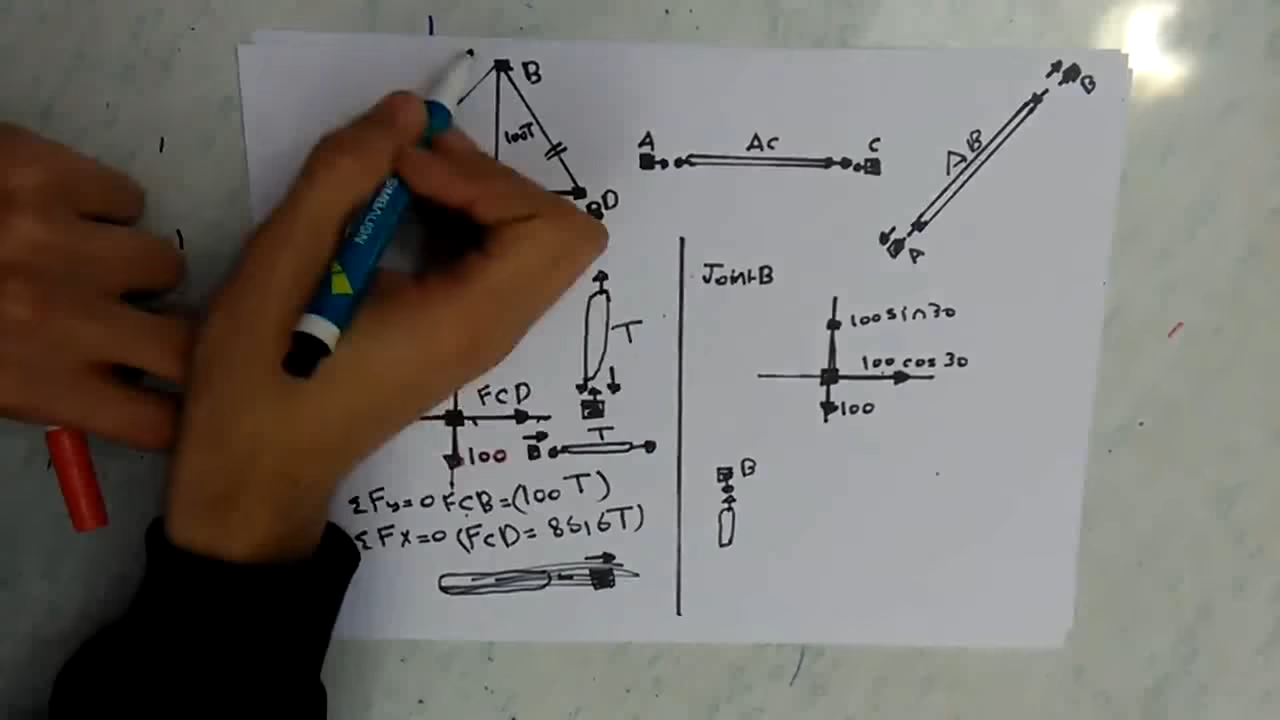 B
100T
D
A AC C
AB
B
A
T
FCD
100
T
ΣFy=0 FCB=(100T)
ΣFX=0 (FCD=86,6T)
Joint B
100 sin 30
100 cos 30
100
B